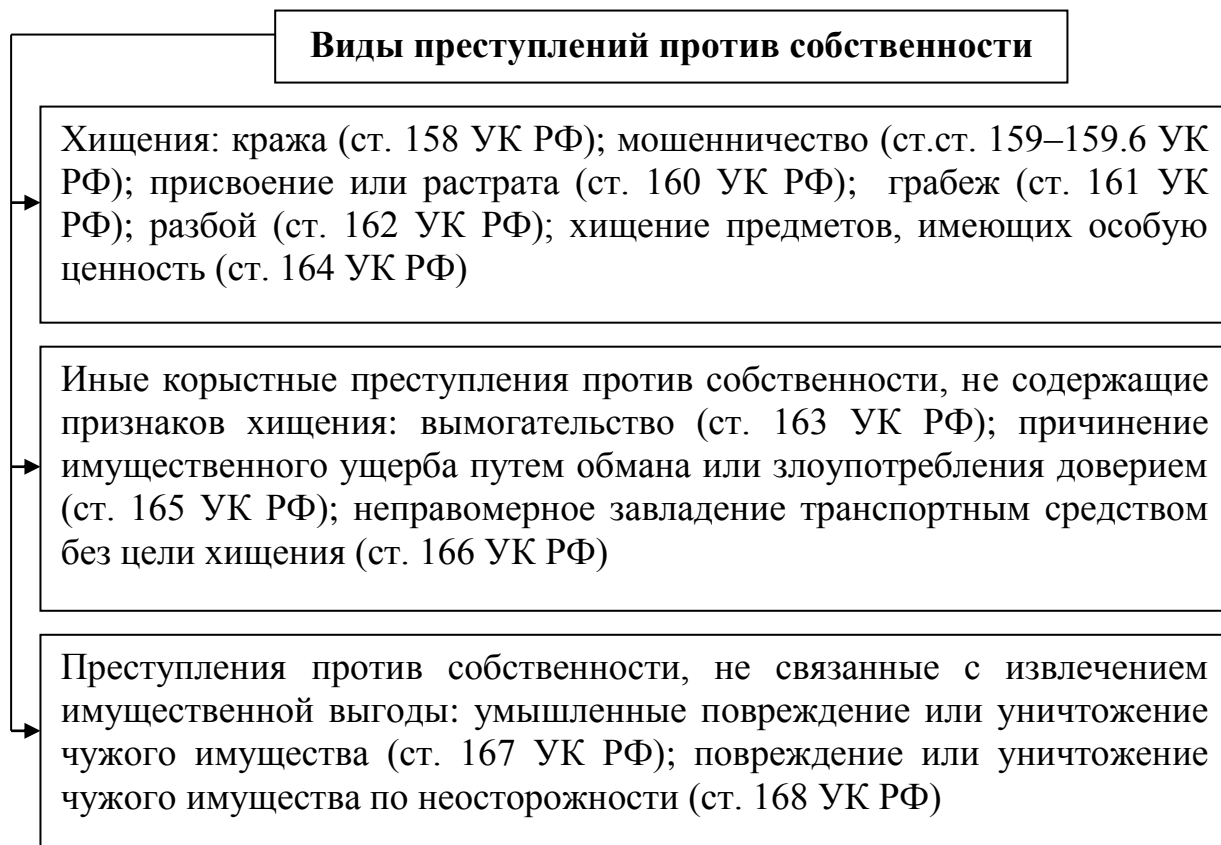 Виды преступлений против собственности
Хищения: кража (ст. 158 УК РФ); мошенничество (ст.ст. 159–159.6 УК
РФ); присвоение или растрата (ст. 160 УК РФ); грабеж (ст. 161 УК
РФ); разбой (ст. 162 УК РФ); хищение предметов, имеющих особую
ценность (ст. 164 УК РФ)
Иные корыстные преступления против собственности, не содержащие
признаков хищения: вымогательство (ст. 163 УК РФ); причинение
имущественного ущерба путем обмана или злоупотребления доверием
(ст. 165 УК РФ); неправомерное завладение транспортным средством
без цели хищения (ст. 166 УК РФ)
Преступления против собственности, не связанные с извлечением
имущественной выгоды: умышленные повреждение или уничтожение
чужого имущества (ст. 167 УК РФ); повреждение или уничтожение
чужого имущества по неосторожности (ст. 168 УК РФ)